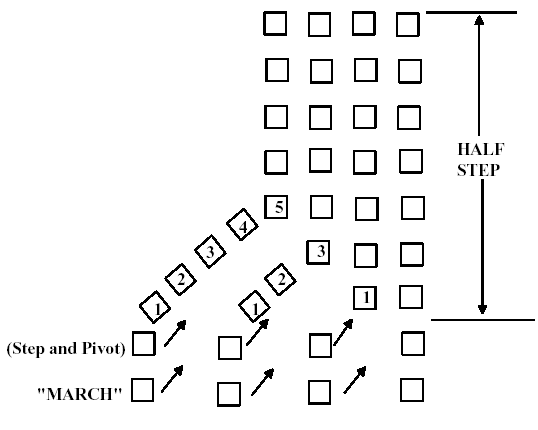 HALF
STEP
5
4
3
3
2
2
1
1
1
(Step and Pivot)
"MARCH"